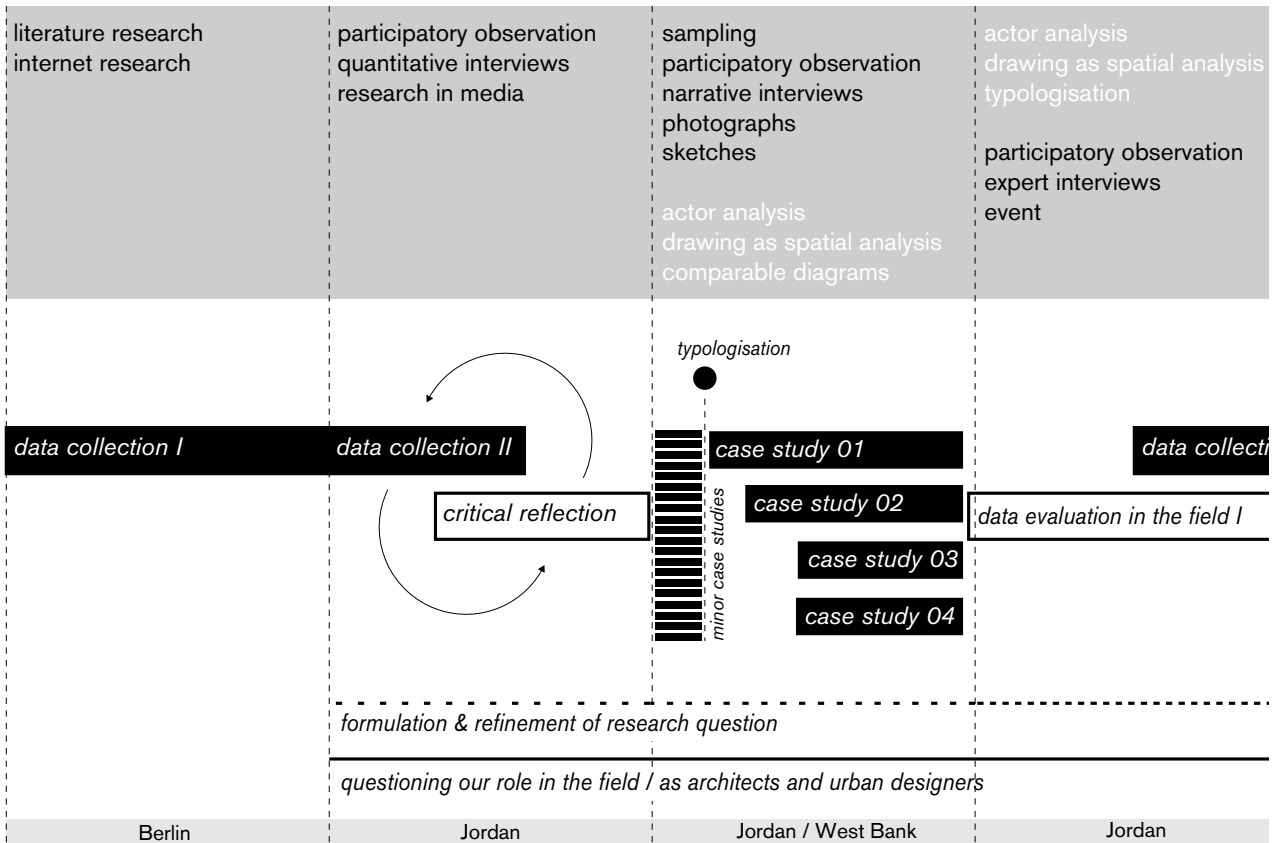 literature research
internet research
participatory observation
quantitative interviews
research in media
sampling
participatory observation
narrative interviews
photographs
sketches
actor analysis
drawing as spatial analysis
comparable diagrams
actor analysis
drawing as spatial analysis
typologisation
participatory observation
expert interviews
event
typologisation
data collection I
data collection II
critical reflection
minor case studies
case study 01
case study 02
case study 03
case study 04
data collecti
data evaluation in the field I
formulation & refinement of research question
questioning our role in the field / as architects and urban designers
Berlin
Jordan
Jordan / West Bank
Jordan